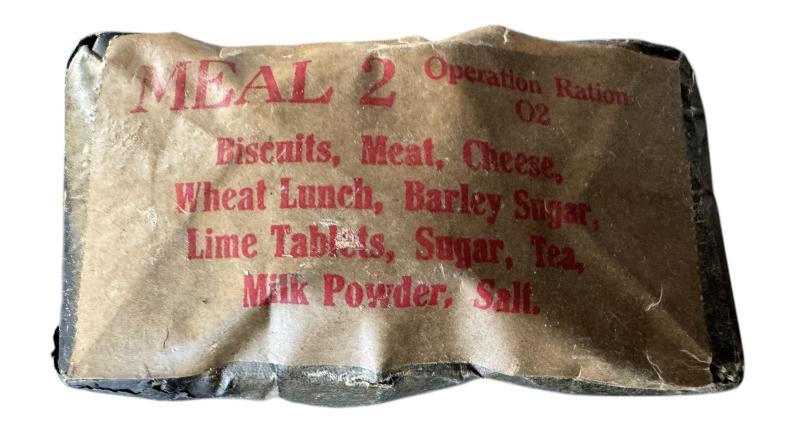 MEAL 2 Operation Ration
O2
Biscuits, Meat, Cheese,
Wheat Lunch, Barley Sugar,
Lime Tablets, Sugar, Tea,
Milk Powder, Salt.